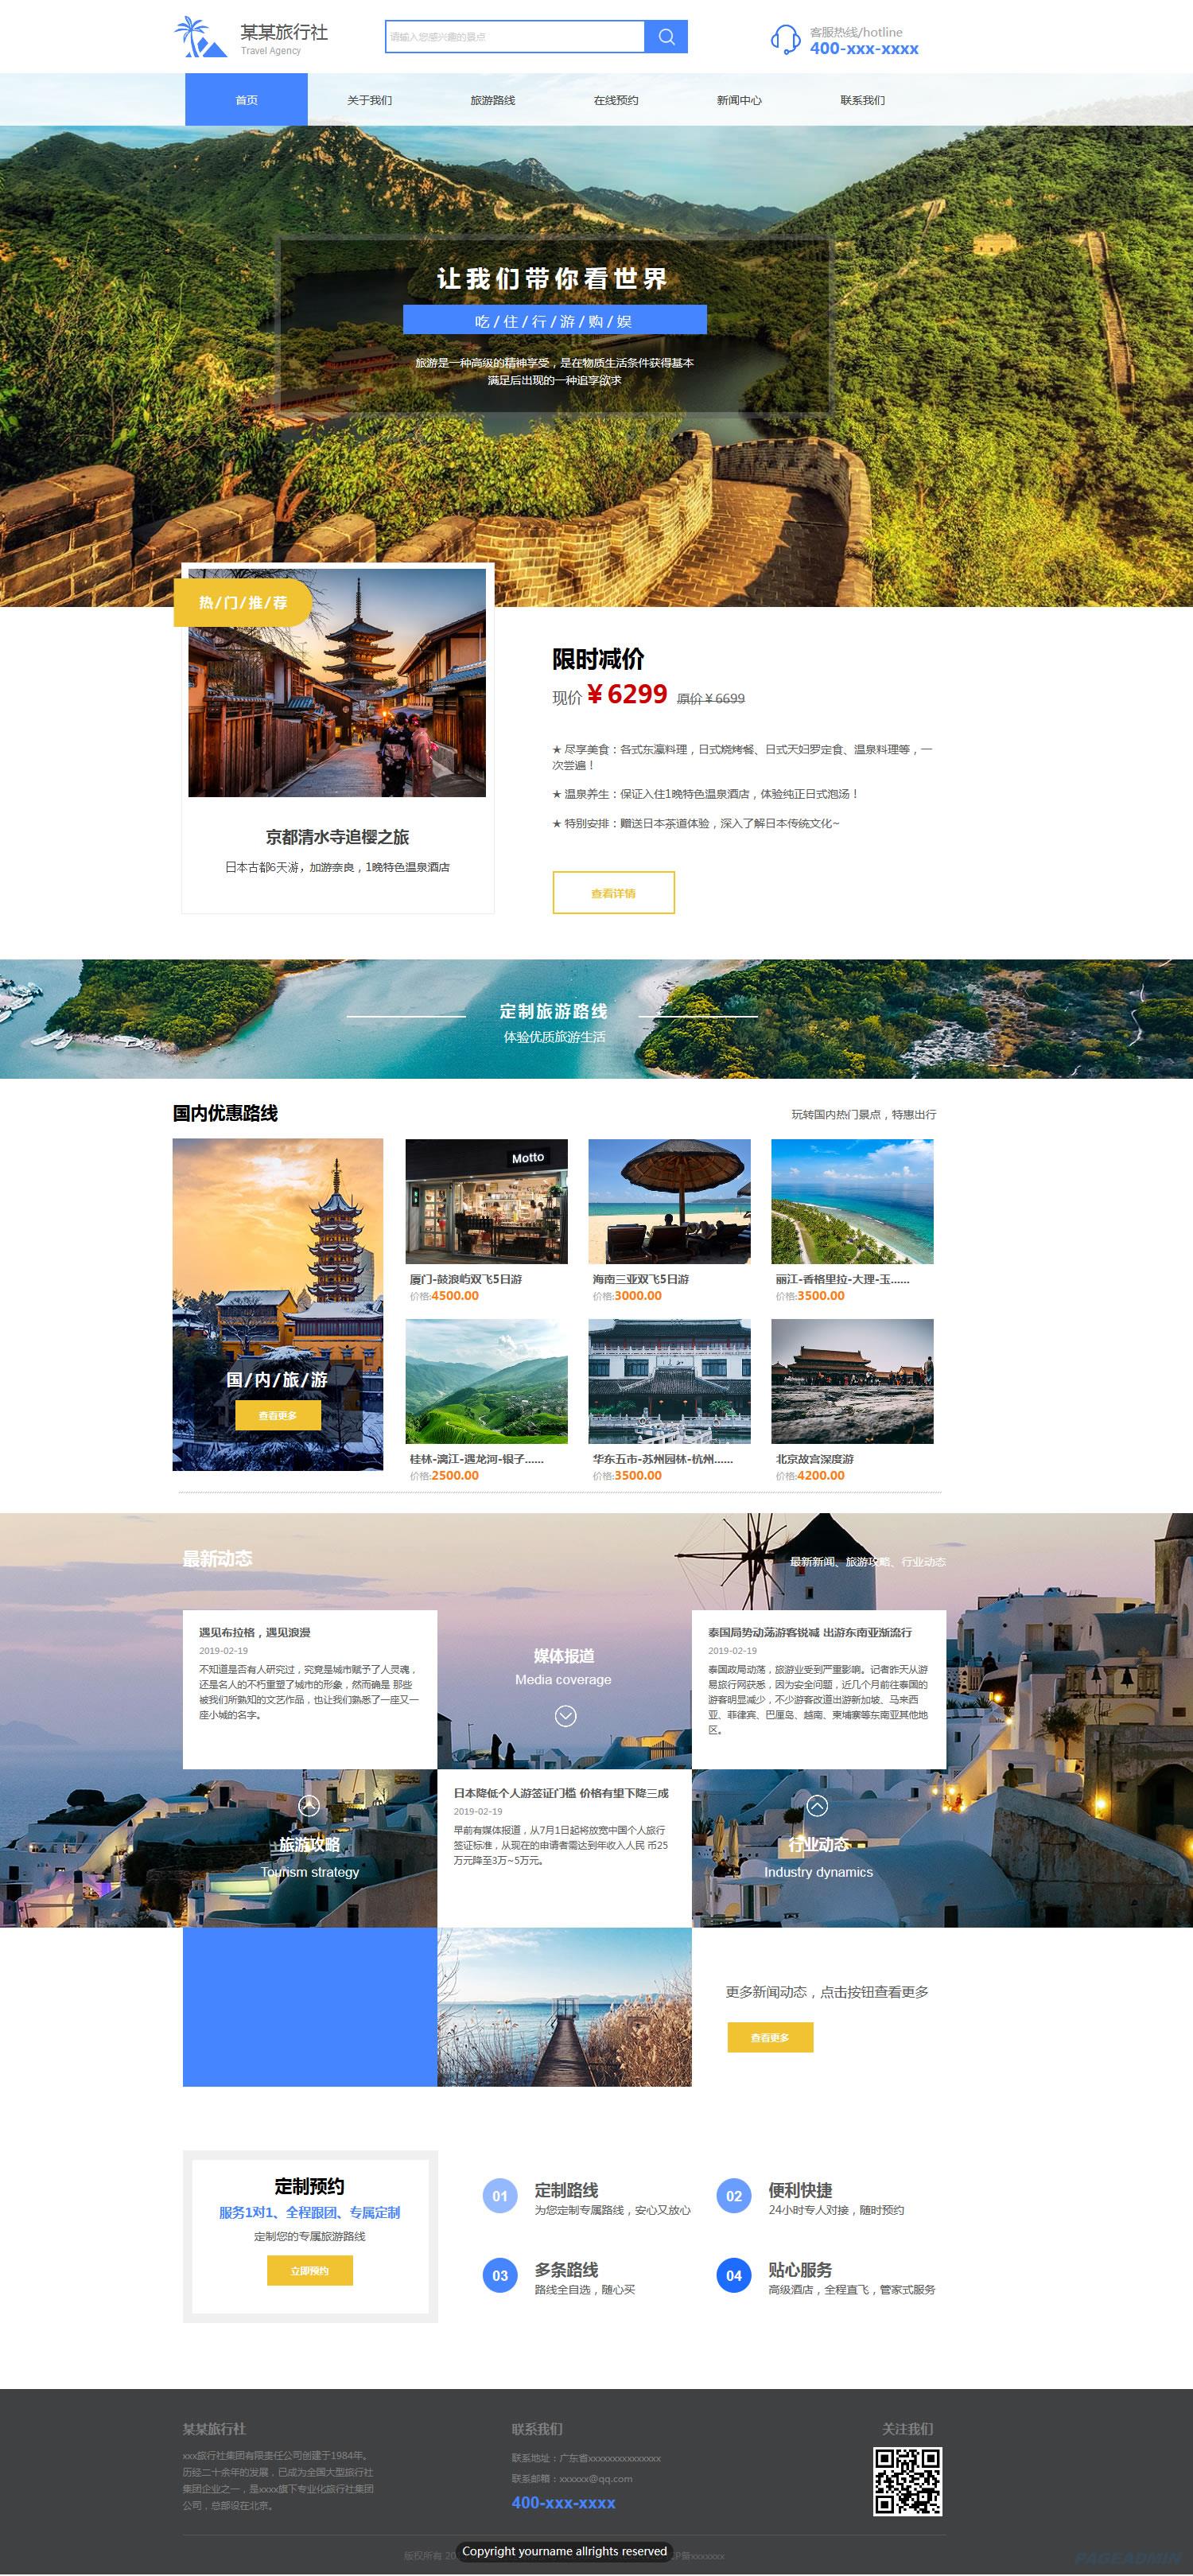 某某旅行社
Travel Agency
请输入您感兴趣的景点
客服热线/hotline
400-xxx-xxxx
首页
关于我们
旅游路线
在线预约
新闻中心
联系我们
让我们带你看世界
吃/住/行/游/购/娱
旅游是一种高级的精神享受，是在物质生活条件获得基本
满足后出现的一种追享欲求
热/门/推/荐
京都清水寺追樱之旅
日本古都6天游，加游奈良，1晚特色温泉酒店
限时减价
现价￥6299 原价￥6699
★ 尽享美食：各式东瀛料理，日式烧烤餐、日式天妇罗定食、温泉料理等，一
次尝遍！
★ 温泉养生：保证入住1晚特色温泉酒店，体验纯正日式泡汤！
★ 特别安排：赠送日本茶道体验，深入了解日本传统文化~
查看详情
定制旅游路线
体验优质旅游生活
国内优惠路线
玩转国内热门景点，特惠出行
国/内/旅/游
查看更多
Motto
厦门-鼓浪屿双飞5日游
价格:4500.00
海南三亚双飞5日游
价格:3000.00
丽江-香格里拉-大理-玉......
价格:3500.00
桂林-漓江-遇龙河-银子......
价格:2500.00
华东五市-苏州园林-杭州......
价格:3500.00
北京故宫深度游
价格:4200.00
最新动态
最新新闻、旅游攻略、行业动态
遇见布拉格，遇见浪漫
2019-02-19
不知道是否有人研究过，究竟是城市赋予了人灵魂，
还是名人的不朽重塑了城市的形象，然而确是 那些
被我们所熟知的文艺作品，也让我们熟悉了一座又一
座小城的名字。
媒体报道
Media coverage
泰国局势动荡游客锐减 出游东南亚渐流行
2019-02-19
泰国政局动荡，旅游业受到严重影响。记者昨天从游
易旅行网获悉，因为安全问题，近几个月前往泰国的
游客明显减少，不少游客改道出游新加坡、马来西
亚、菲律宾、巴厘岛、越南、柬埔寨等东南亚其他地
区。
旅游攻略
Tourism strategy
日本降低个人游签证门槛 价格有望下降三成
2019-02-19
早前有媒体报道，从7月1日起将放宽中国个人旅行
签证标准，从现在的申请者需达到年收入人民 币25
万元降至3万~5万元。
行业动态
Industry dynamics
更多新闻动态，点击按钮查看更多
查看更多
定制预约
服务1对1、全程跟团、专属定制
定制您的专属旅游路线
立即预约
01
定制路线
为您定制专属路线，安心又放心
02
便利快捷
24小时专人对接，随时预约
03
多条路线
路线全自选，随心买
04
贴心服务
高级酒店，全程直飞，管家式服务
某某旅行社
xxx旅行社集团有限责任公司创建于1984年。
历经二十余年的发展，已成为全国大型旅行社
集团企业之一，是xxxx旗下专业化旅行社集团
公司，总部设在北京。
联系我们
联系地址：广东省xxxxxxxxxxxxxx
联系邮箱：xxxxxx@qq.com
400-xxx-xxxx
关注我们
版权所有
Copyright yourname allrights reserved
PAGEADMIN